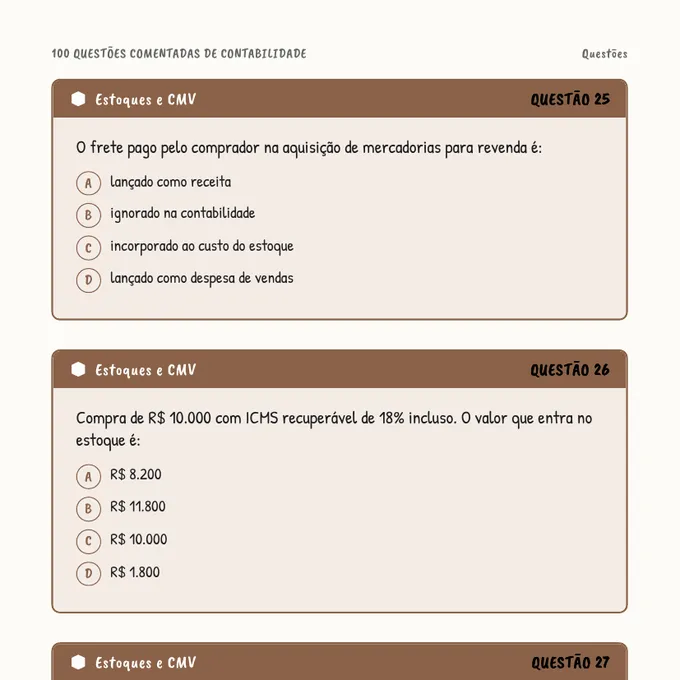 100 QUESTÕES COMENTADAS DE CONTABILIDADE
Questões
Estoques e CMV
QUESTÃO 25
O frete pago pelo comprador na aquisição de mercadorias para revenda é:
A lançado como receita
B ignorado na contabilidade
C incorporado ao custo do estoque
D lançado como despesa de vendas
Estoques e CMV
QUESTÃO 26
Compra de R$ 10.000 com ICMS recuperável de 18% incluso. O valor que entra no
estoque é:
A R$ 8.200
B R$ 11.800
C R$ 10.000
D R$ 1.800
Estoques e CMV
QUESTÃO 27